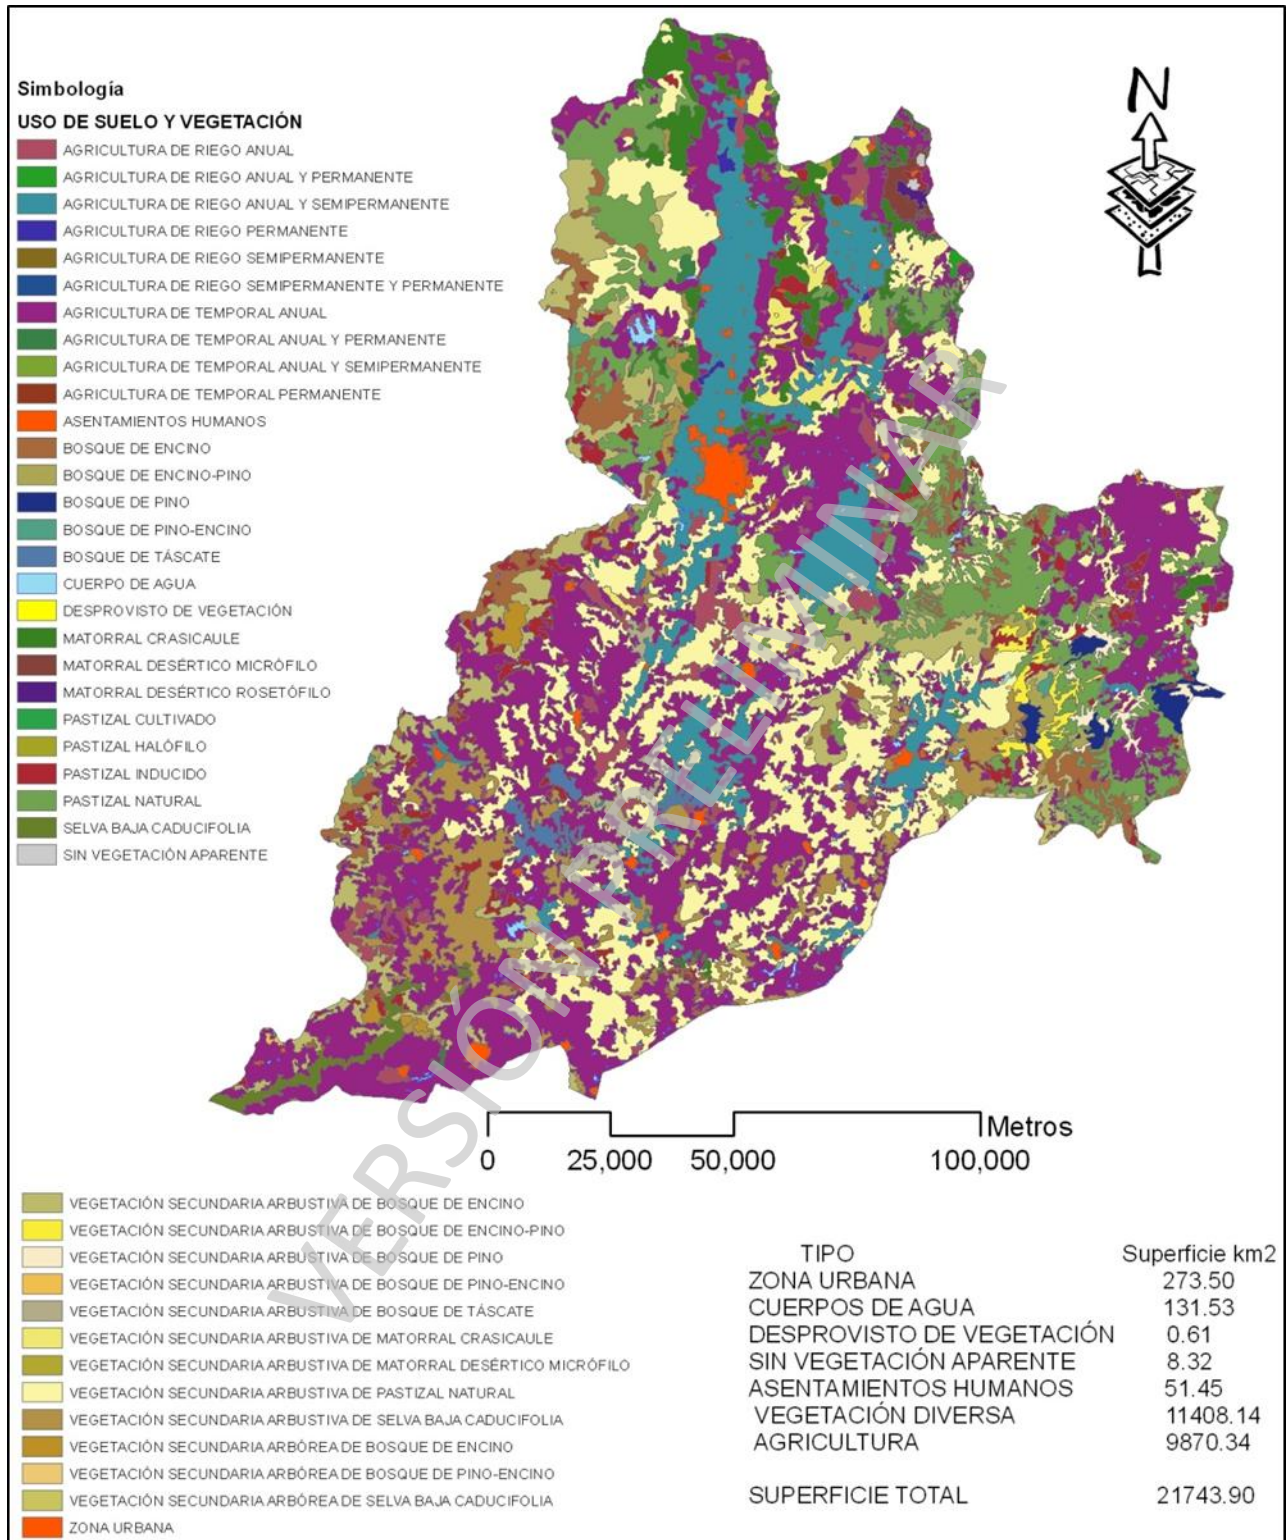 Simbología
USO DE SUELO Y VEGETACIÓN
AGRICULTURA DE RIEGO ANUAL
AGRICULTURA DE RIEGO ANUAL Y PERMANENTE
AGRICULTURA DE RIEGO ANUAL Y SEMIPERMANENTE
AGRICULTURA DE RIEGO PERMANENTE
AGRICULTURA DE RIEGO SEMIPERMANENTE
AGRICULTURA DE RIEGO SEMIPERMANENTE Y PERMANENTE
AGRICULTURA DE TEMPORAL ANUAL
AGRICULTURA DE TEMPORAL ANUAL Y PERMANENTE
AGRICULTURA DE TEMPORAL ANUAL Y SEMIPERMANENTE
AGRICULTURA DE TEMPORAL PERMANENTE
ASENTAMIENTOS HUMANOS
BOSQUE DE ENCINO
BOSQUE DE ENCINO-PINO
BOSQUE DE PINO
BOSQUE DE PINO-ENCINO
BOSQUE DE TÁSCATE
CUERPO DE AGUA
DESPROVISTO DE VEGETACIÓN
MATORRAL CRASICAULE
MATORRAL DESÉRTICO MICRÓFILO
MATORRAL DESÉRTICO ROSETÓFILO
PASTIZAL CULTIVADO
PASTIZAL HALÓFILO
PASTIZAL INDUCIDO
PASTIZAL NATURAL
SELVA BAJA CADUCIFOLIA
SIN VEGETACIÓN APARENTE
N
VERSIÓN PRELIMINAR
Metros
0 25,000 50,000 100,000
VEGETACIÓN SECUNDARIA ARBUSTIVA DE BOSQUE DE ENCINO
VEGETACIÓN SECUNDARIA ARBUSTIVA DE BOSQUE DE ENCINO-PINO
VEGETACIÓN SECUNDARIA ARBUSTIVA DE BOSQUE DE PINO
VEGETACIÓN SECUNDARIA ARBUSTIVA DE BOSQUE DE PINO-ENCINO
VEGETACIÓN SECUNDARIA ARBUSTIVA DE BOSQUE DE TÁSCATE
VEGETACIÓN SECUNDARIA ARBUSTIVA DE MATORRAL CRASICAULE
VEGETACIÓN SECUNDARIA ARBUSTIVA DE MATORRAL DESÉRTICO MICRÓFILO
VEGETACIÓN SECUNDARIA ARBUSTIVA DE PASTIZAL NATURAL
VEGETACIÓN SECUNDARIA ARBUSTIVA DE SELVA BAJA CADUCIFOLIA
VEGETACIÓN SECUNDARIA ARBÓREA DE BOSQUE DE ENCINO
VEGETACIÓN SECUNDARIA ARBÓREA DE BOSQUE DE PINO-ENCINO
VEGETACIÓN SECUNDARIA ARBÓREA DE SELVA BAJA CADUCIFOLIA
ZONA URBANA
TIPO Superficie km2
ZONA URBANA 273.50
CUERPOS DE AGUA 131.53
DESPROVISTO DE VEGETACIÓN 0.61
SIN VEGETACIÓN APARENTE 8.32
ASENTAMIENTOS HUMANOS 51.45
VEGETACIÓN DIVERSA 11408.14
AGRICULTURA 9870.34
SUPERFICIE TOTAL 21743.90